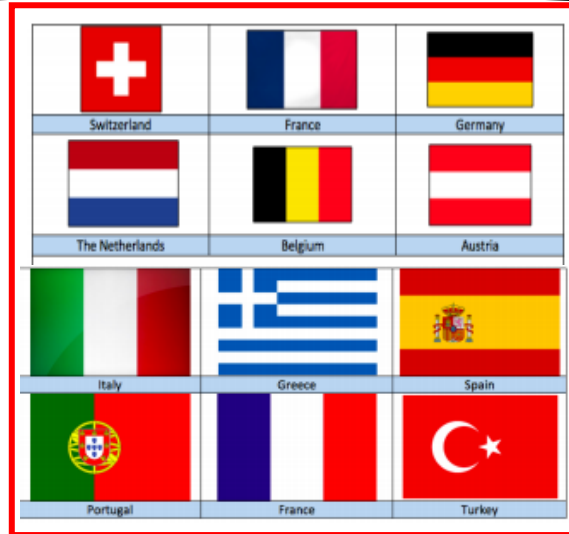 Switzerland France Germany
The Netherlands Belgium Austria
Italy Greece Spain
Portugal France Turkey